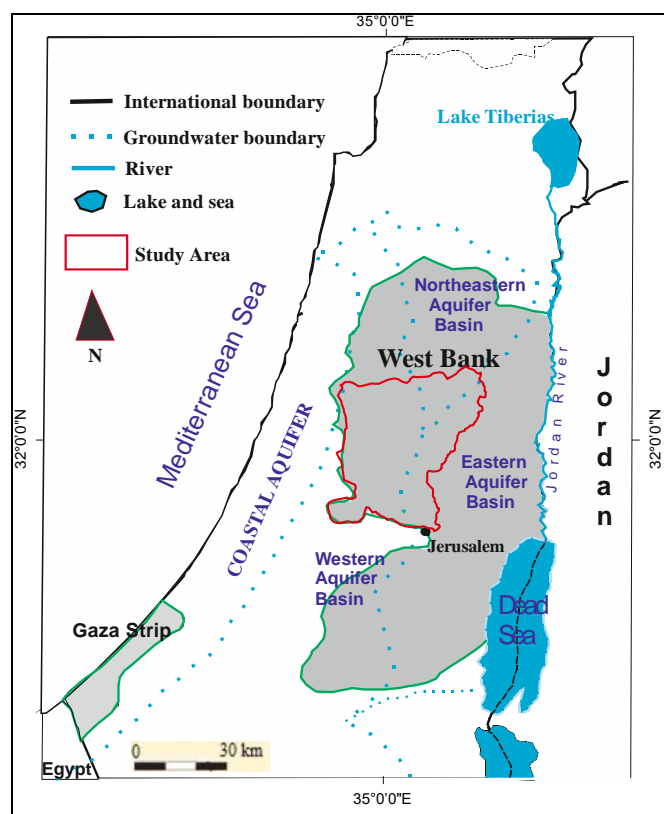 35°0'0"E
International boundary
Groundwater boundary
River
Lake and sea
Study Area
N
Lake Tiberias
Mediterranean Sea
COASTAL AQUIFER
Northeastern
Aquifer
Basin
West Bank
Jordan
Jordan River
32°0'0"N
32°0'0"N
Eastern
Aquifer
Basin
Jerusalem
Western
Aquifer
Basin
Dead
Sea
Gaza Strip
0 30 km
Egypt
35°0'0"E